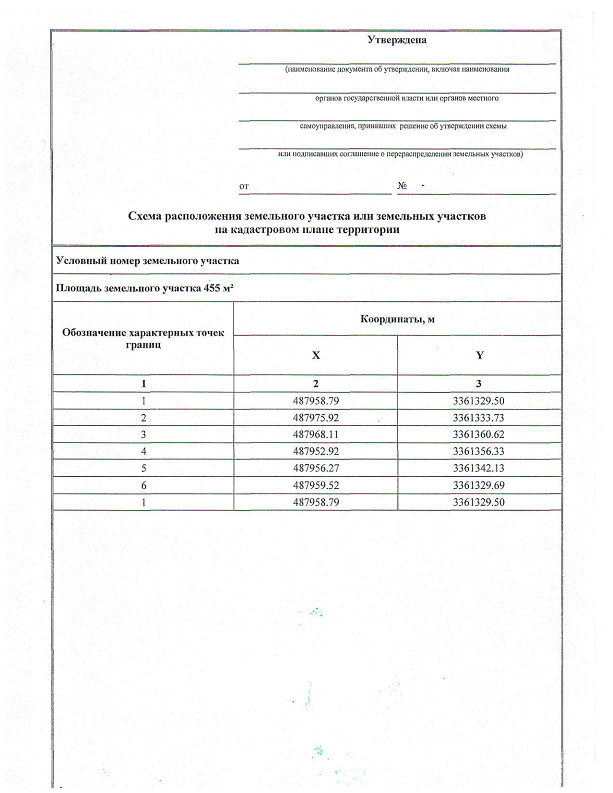 Утверждена
(наименование документа об утверждении, включая наименования
органов государственной власти или органов местного
самоуправления, принявших решение об утверждении схемы
или подписавших соглашение о перераспределении земельных участков)
от № -
Схема расположения земельного участка или земельных участков
на кадастровом плане территории
Условный номер земельного участка
Площадь земельного участка 455 м²
Обозначение характерных точек
границ
Координаты, м
X Y
1 2 3
1 487958.79 3361329.50
2 487975.92 3361333.73
3 487968.11 3361360.62
4 487952.92 3361356.33
5 487956.27 3361342.13
6 487959.52 3361329.69
1 487958.79 3361329.50